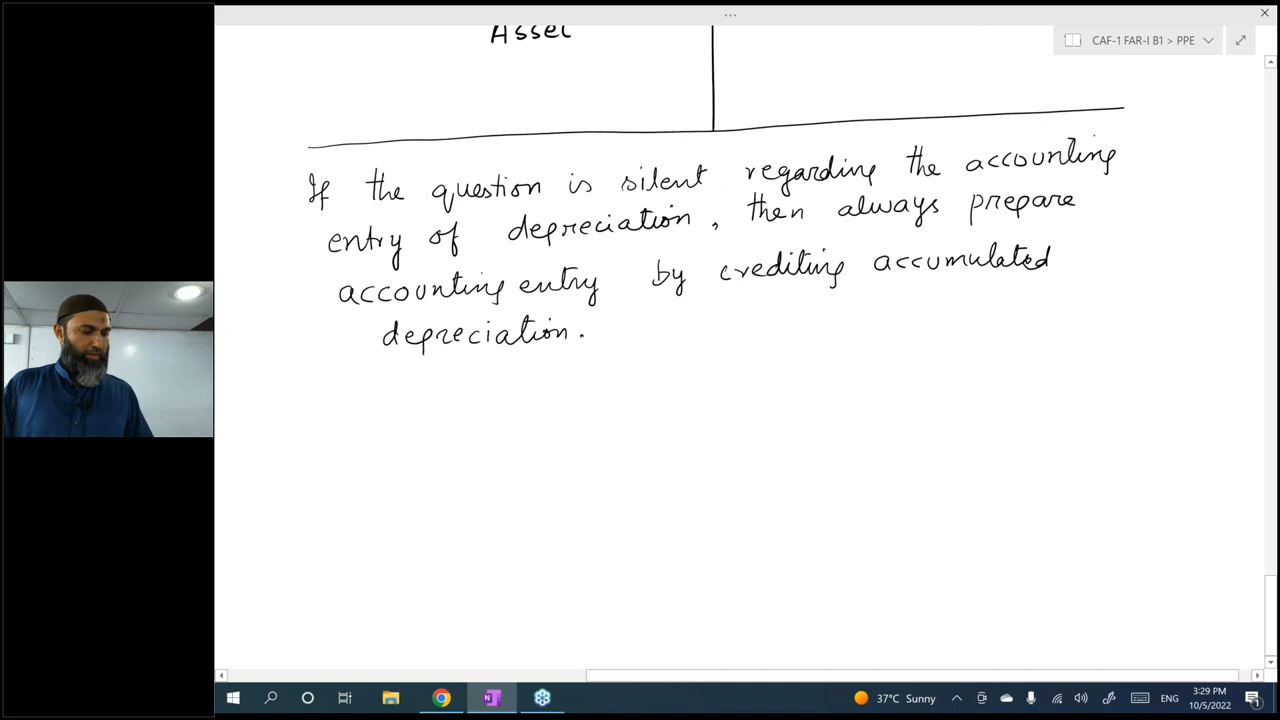 Asset
CAF-1 FAR-I B1 > PPE
If the question is silent regarding the accounting
entry of depreciation, then always prepare
accounting entry by crediting accumulated
depreciation.
37°C Sunny
ENG
3:29 PM
10/5/2022
1